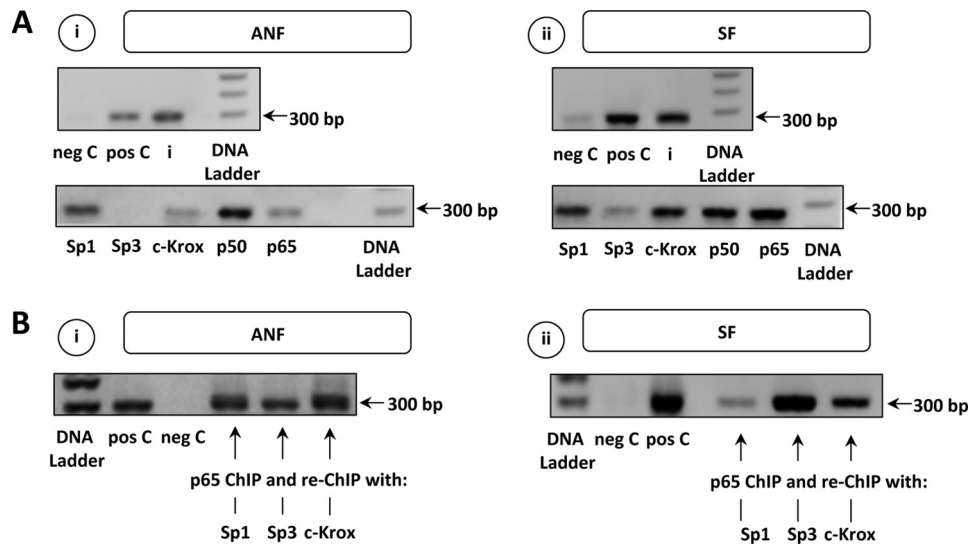 A
i
ANF
300 bp
neg C pos C i DNA Ladder
300 bp
Sp1 Sp3 c-Krox p50 p65 DNA Ladder
ii
SF
300 bp
neg C pos C i DNA Ladder
300 bp
Sp1 Sp3 c-Krox p50 p65 DNA Ladder
B
i
ANF
300 bp
DNA Ladder pos C neg C
p65 ChIP and re-ChIP with:
Sp1 Sp3 c-Krox
ii
SF
300 bp
DNA Ladder neg C pos C
p65 ChIP and re-ChIP with:
Sp1 Sp3 c-Krox